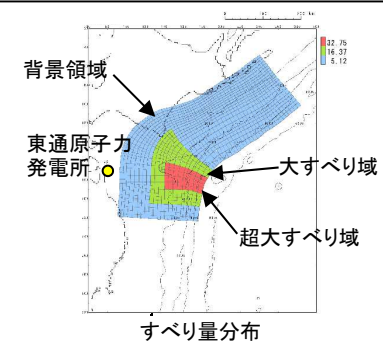 32.75
16.37
5.12
背景領域
東通原子力
発電所
大すべり域
超大すべり域
すべり量分布